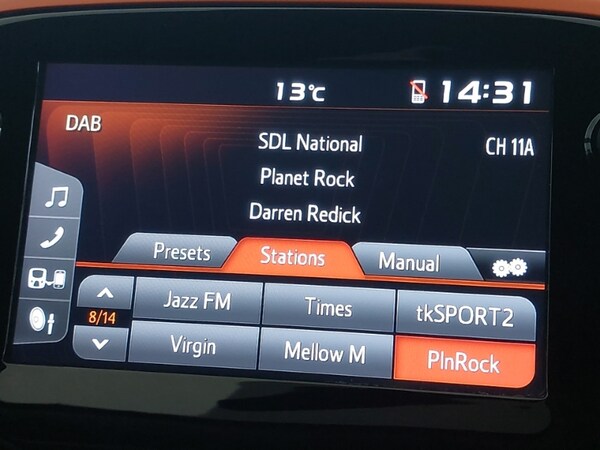 13°C 14:31
DAB
SDL National CH 11A
Planet Rock
Darren Redick
Presets Stations Manual
Jazz FM Times tkSPORT2
8/14
Virgin Mellow M PlnRock